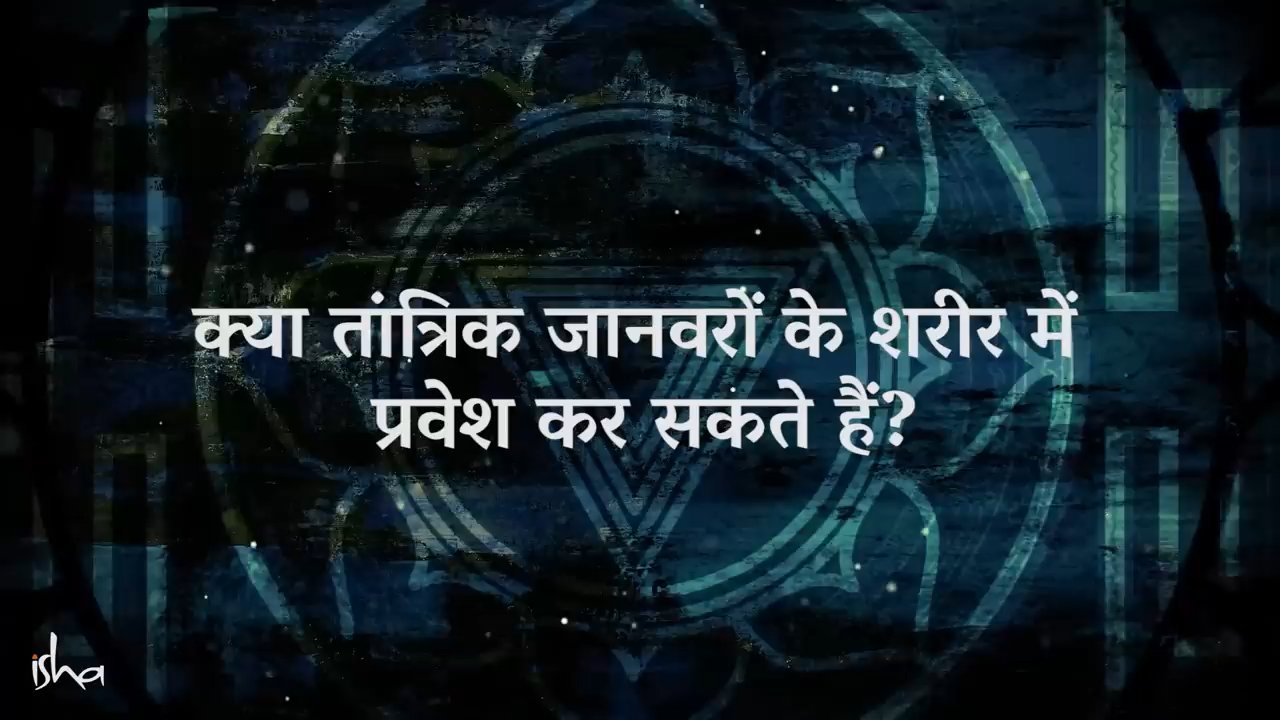 क्या तांत्रिक जानवरों के शरीर में
प्रवेश कर सकते हैं?
isha